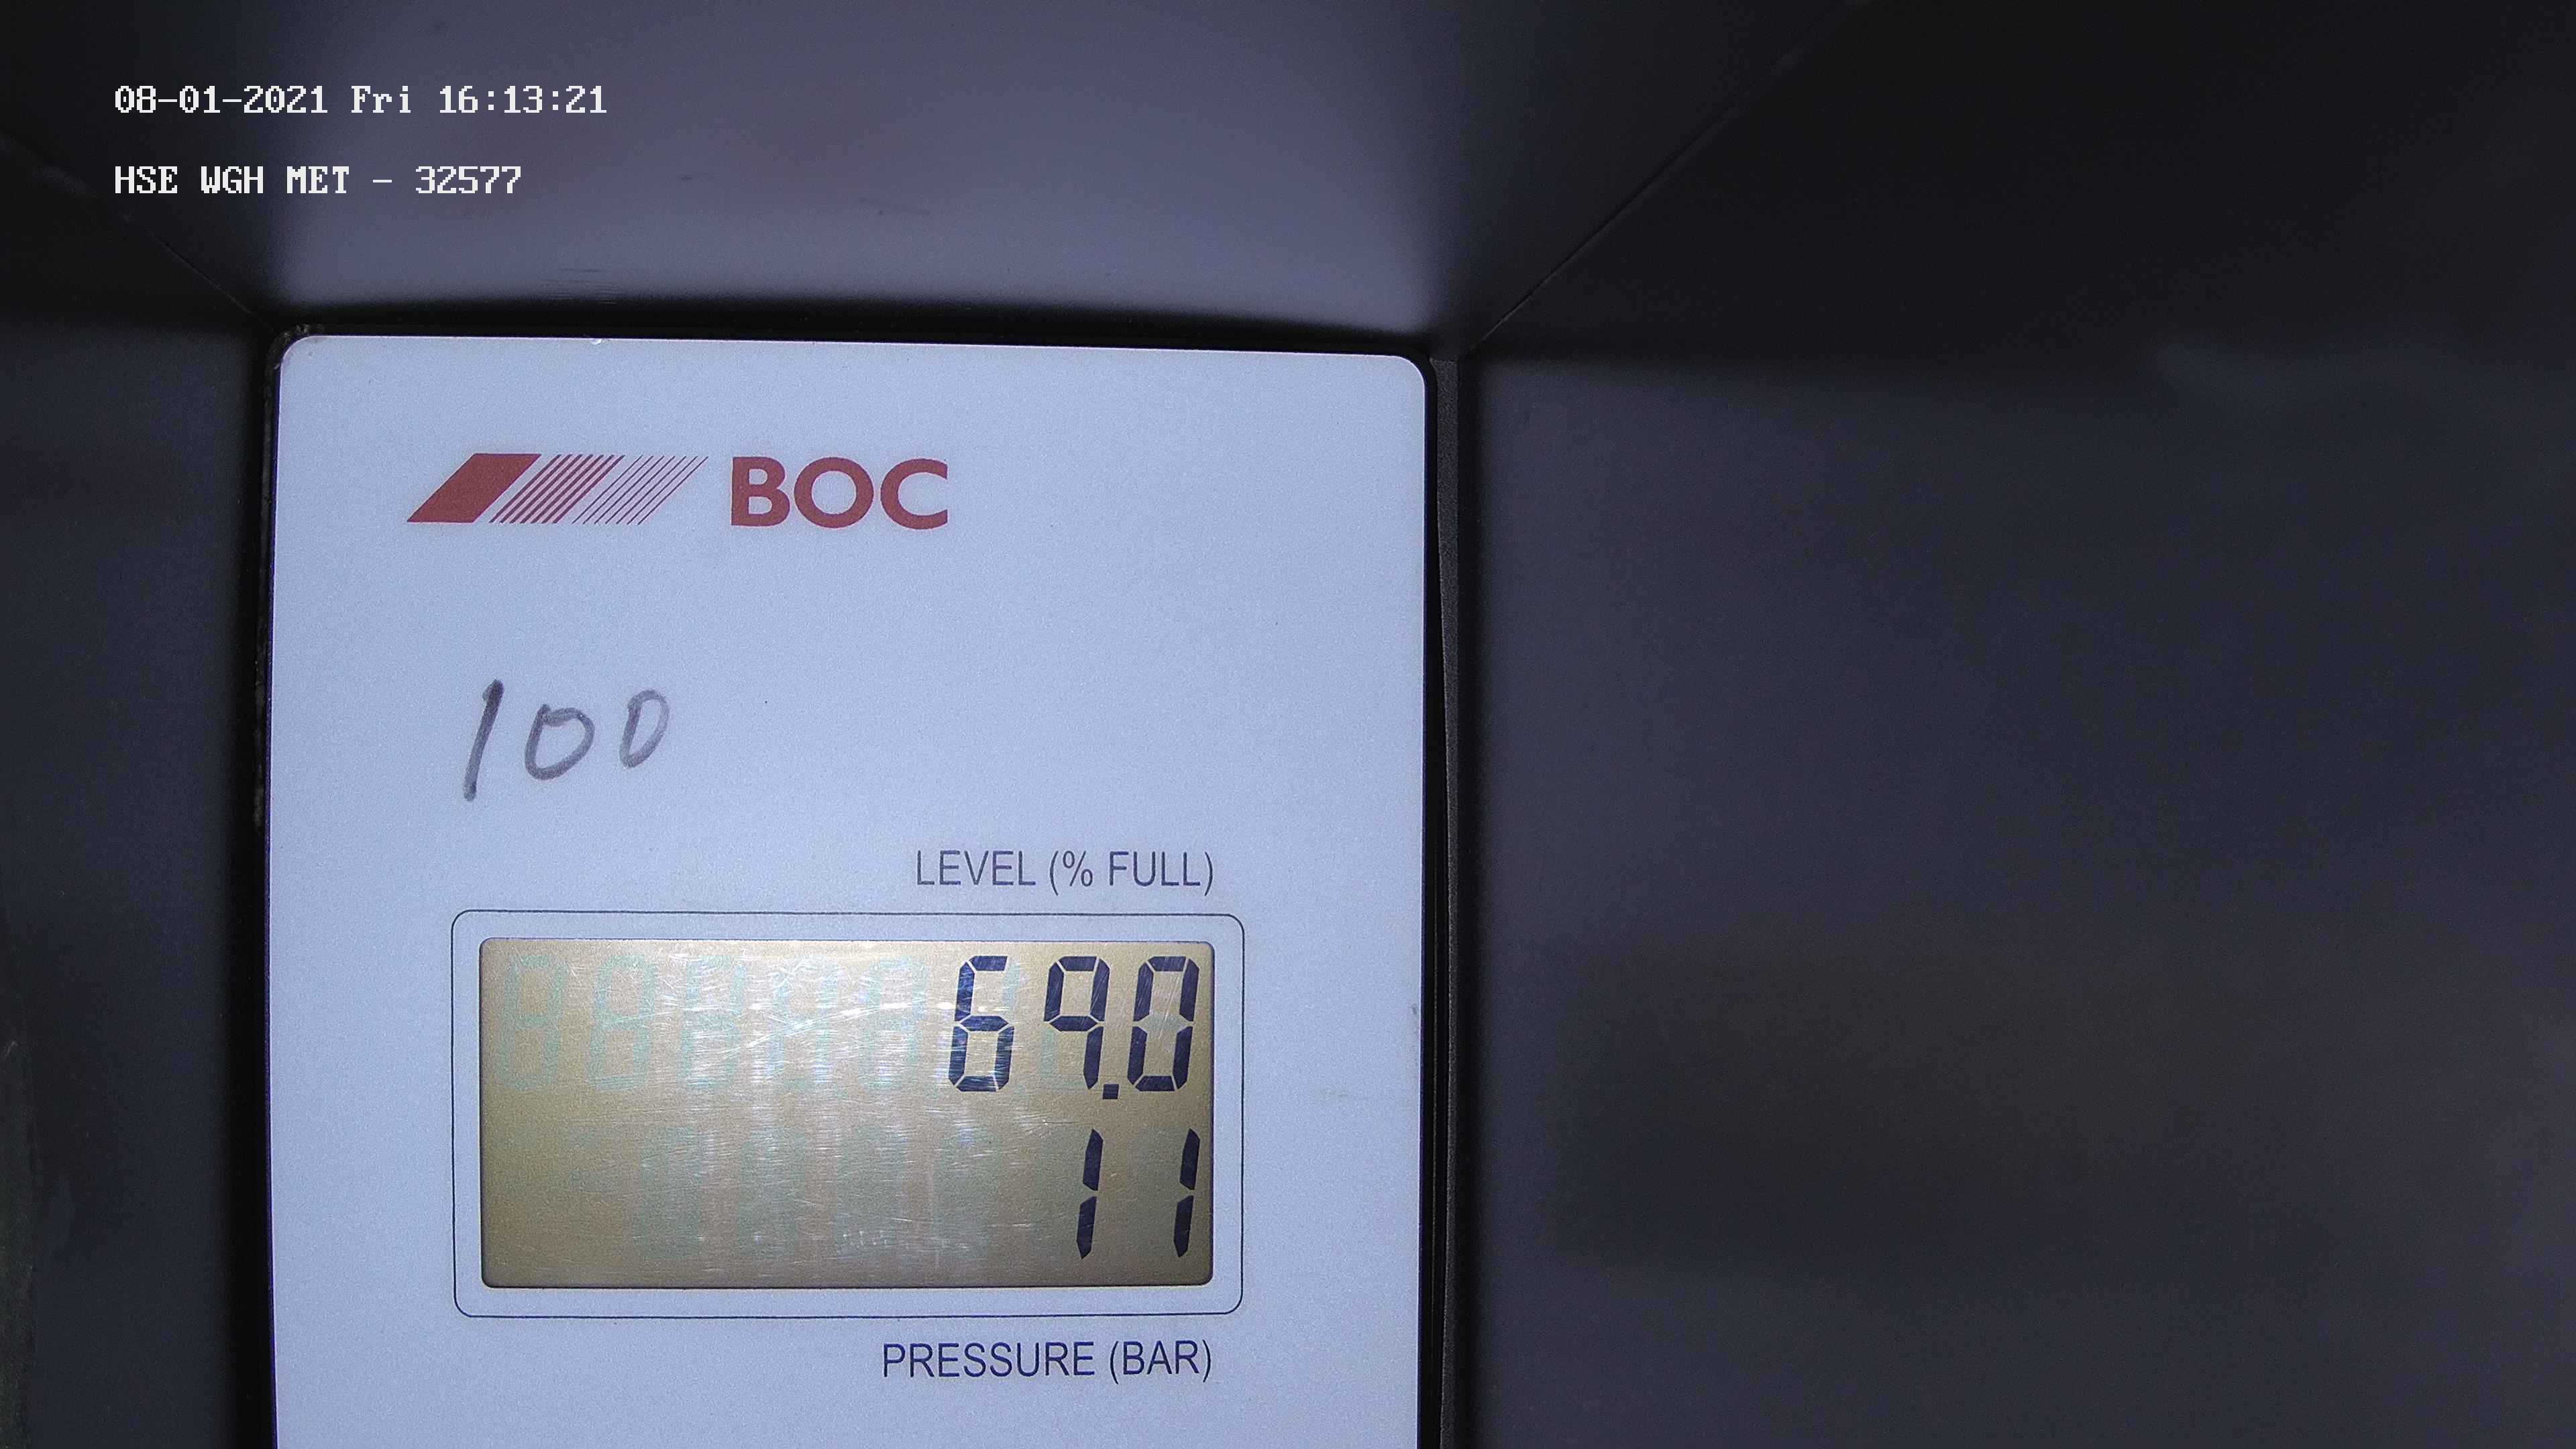 08-01-2021 Fri 16:13:21
HSE WGH MET - 32577
BOC
100
LEVEL (% FULL)
69.0
11
PRESSURE (BAR)